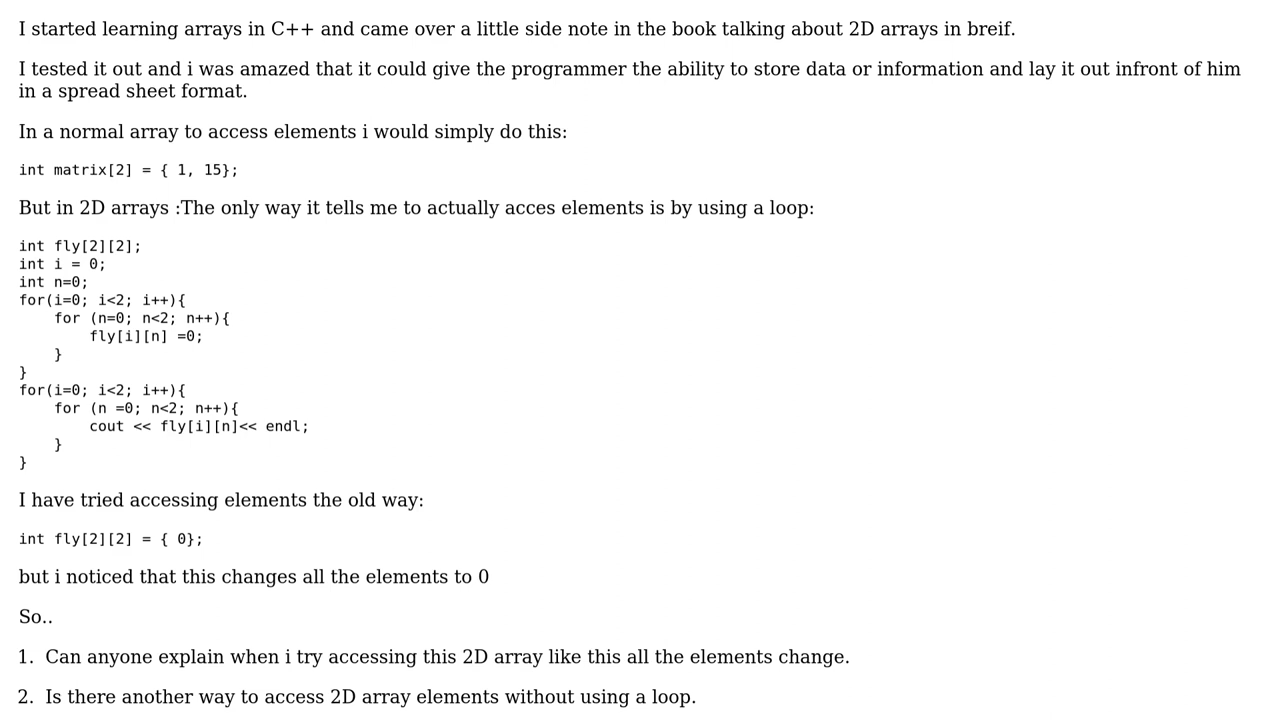 I started learning arrays in C++ and came over a little side note in the book talking about 2D arrays in breif.
I tested it out and i was amazed that it could give the programmer the ability to store data or information and lay it out infront of him
in a spread sheet format.
In a normal array to access elements i would simply do this:
int matrix[2] = { 1, 15};
But in 2D arrays :The only way it tells me to actually acces elements is by using a loop:
int fly[2][2];
int i = 0;
int n=0;
for(i=0; i<2; i++){
    for (n=0; n<2; n++){
        fly[i][n] =0;
    }
}
for(i=0; i<2; i++){
    for (n =0; n<2; n++){
        cout << fly[i][n]<< endl;
    }
}
I have tried accessing elements the old way:
int fly[2][2] = { 0};
but i noticed that this changes all the elements to 0
So..
1. Can anyone explain when i try accessing this 2D array like this all the elements change.
2. Is there another way to access 2D array elements without using a loop.